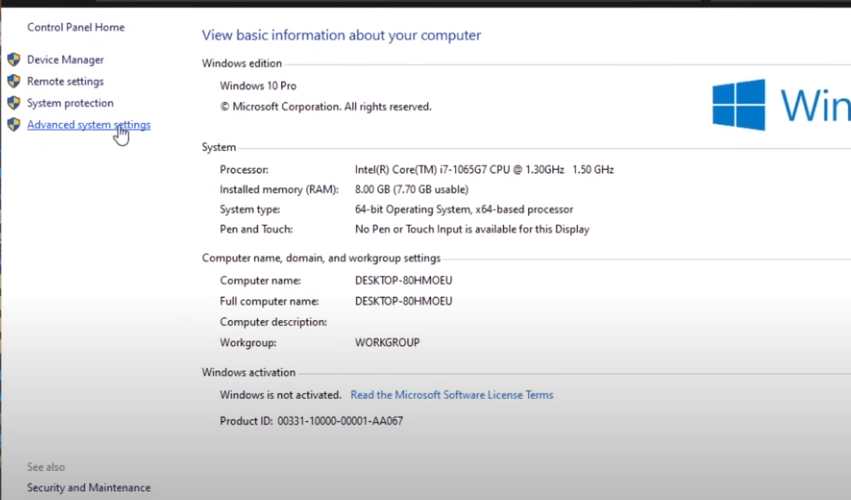 Control Panel Home
Device Manager
Remote settings
System protection
Advanced system settings
View basic information about your computer
Windows edition
Windows 10 Pro
© Microsoft Corporation. All rights reserved.
Win
System
Processor: Intel(R) Core(TM) i7-1065G7 CPU @ 1.30GHz 1.50 GHz
Installed memory (RAM): 8.00 GB (7.70 GB usable)
System type: 64-bit Operating System, x64-based processor
Pen and Touch: No Pen or Touch Input is available for this Display
Computer name, domain, and workgroup settings
Computer name: DESKTOP-80HMOEU
Full computer name: DESKTOP-80HMOEU
Computer description:
Workgroup: WORKGROUP
Windows activation
Windows is not activated. Read the Microsoft Software License Terms
Product ID: 00331-10000-00001-AA067
See also
Security and Maintenance